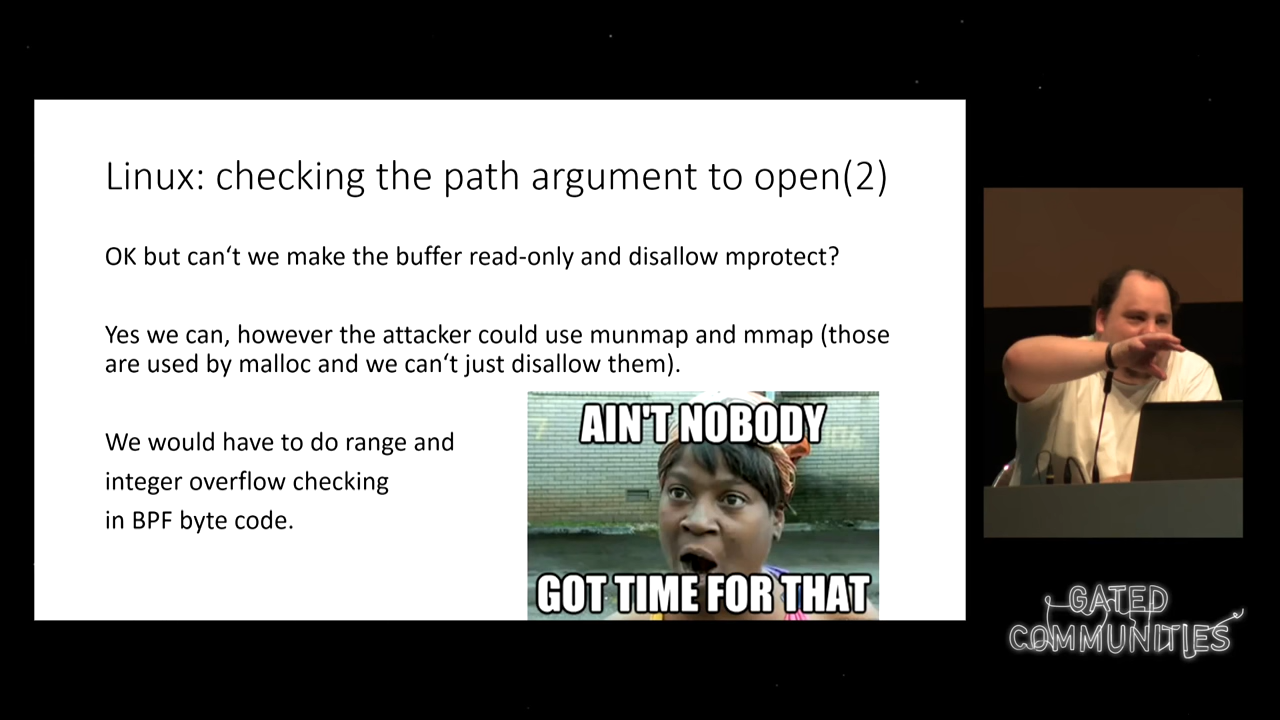 Linux: checking the path argument to open(2)
OK but can‘t we make the buffer read-only and disallow mprotect?
Yes we can, however the attacker could use munmap and mmap (those
are used by malloc and we can‘t just disallow them).
We would have to do range and
integer overflow checking
in BPF byte code.
AIN'T NOBODY
GOT TIME FOR THAT
GATED
COMMUNITIES